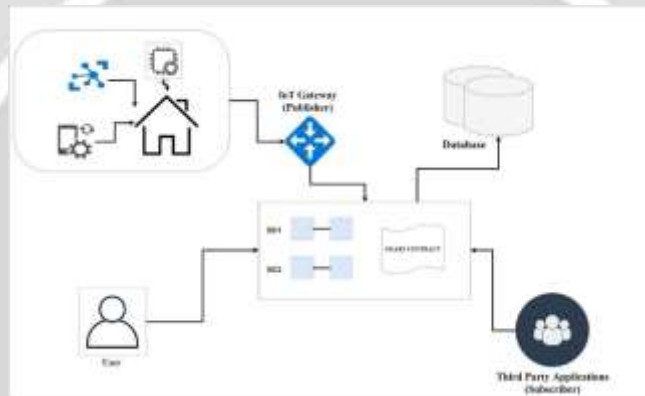 IoT Gateway
(Publisher)
Database
SMART CONTRACT
User
Third Party Applications
(Subscriber)